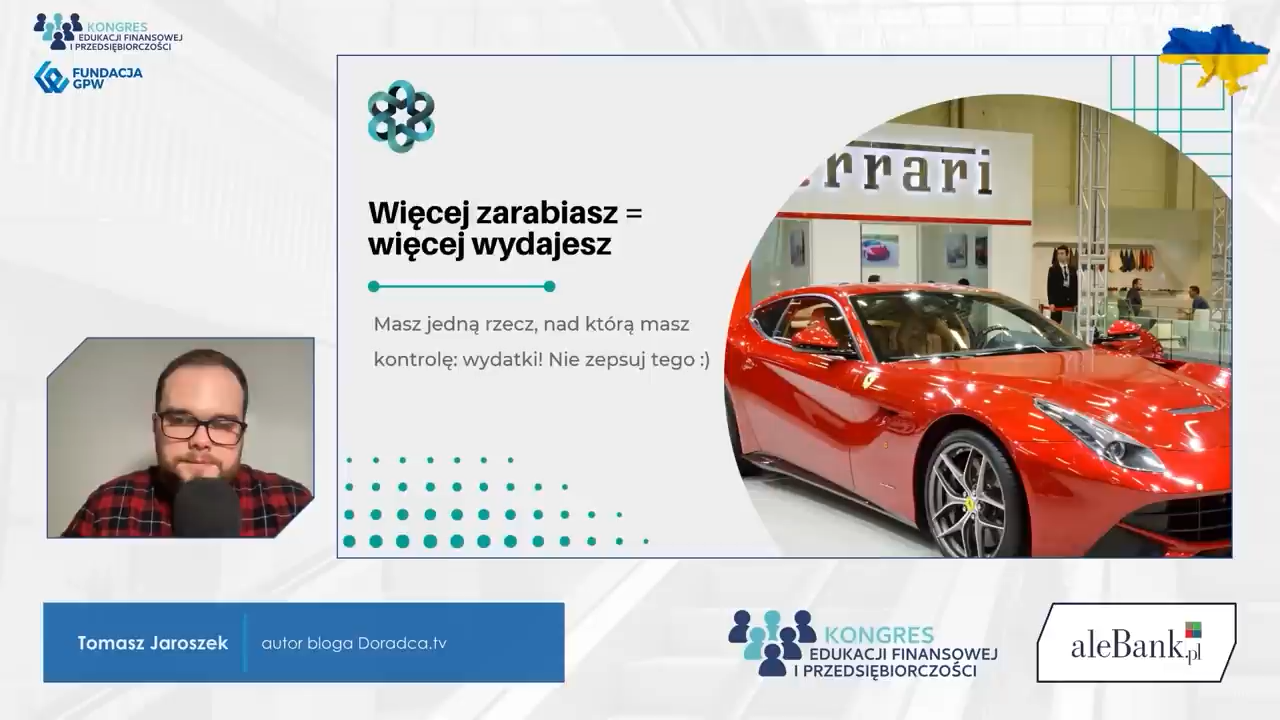 KONGRES
EDUKACJI FINANSOWEJ
I PRZEDSIĘBIORCZOŚCI
FUNDACJA
GPW
rrari
Więcej zarabiasz =
więcej wydajesz
Masz jedną rzecz, nad którą masz
kontrolę: wydatki! Nie zepsuj tego :)
Tomasz Jaroszek
autor bloga Doradca.tv
KONGRES
EDUKACJI FINANSOWEJ
I PRZEDSIĘBIORCZOŚCI
aleBank.pl